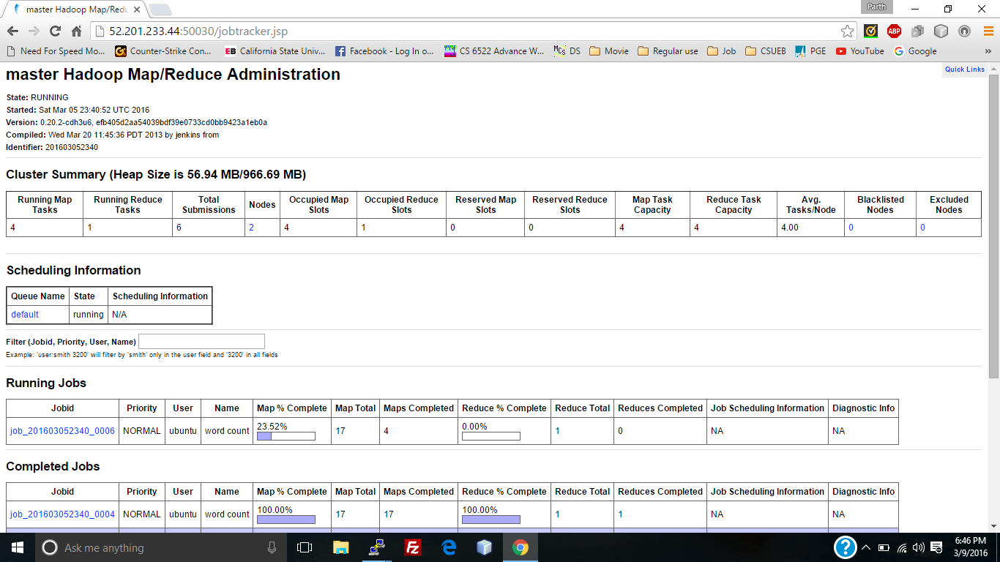 Parth
master Hadoop Map/Redu
52.201.233.44:50030/jobtracker.jsp
ABP
Need For Speed Mo... Counter-Strike Con... EB California State Univ... Facebook - Log In o... CS 6522 Advance W... DS Movie Regular use Job CSUEB PGE YouTube Google »
Quick Links
master Hadoop Map/Reduce Administration
State: RUNNING
Started: Sat Mar 05 23:40:52 UTC 2016
Version: 0.20.2-cdh3u6, efb405d2aa54039bdf39e0733cd0bb9423a1eb0a
Compiled: Wed Mar 20 11:45:36 PDT 2013 by jenkins from
Identifier: 201603052340
Cluster Summary (Heap Size is 56.94 MB/966.69 MB)
Running Map Tasks Running Reduce Tasks Total Submissions Nodes Occupied Map Slots Occupied Reduce Slots Reserved Map Slots Reserved Reduce Slots Map Task Capacity Reduce Task Capacity Avg. Tasks/Node Blacklisted Nodes Excluded Nodes
4 1 6 2 4 1 0 0 4 4 4.00 0 0
Scheduling Information
Queue Name State Scheduling Information
default running N/A
Filter (Jobid, Priority, User, Name)
Example: 'user:smith 3200' will filter by 'smith' only in the user field and '3200' in all fields
Running Jobs
Jobid Priority User Name Map % Complete Map Total Maps Completed Reduce % Complete Reduce Total Reduces Completed Job Scheduling Information Diagnostic Info
job_201603052340_0006 NORMAL ubuntu word count 23.52% 17 4 0.00% 1 0 NA NA
Completed Jobs
Jobid Priority User Name Map % Complete Map Total Maps Completed Reduce % Complete Reduce Total Reduces Completed Job Scheduling Information Diagnostic Info
job_201603052340_0004 NORMAL ubuntu word count 100.00% 17 17 100.00% 1 1 NA NA
Ask me anything
Fz
?
6:46 PM
3/9/2016